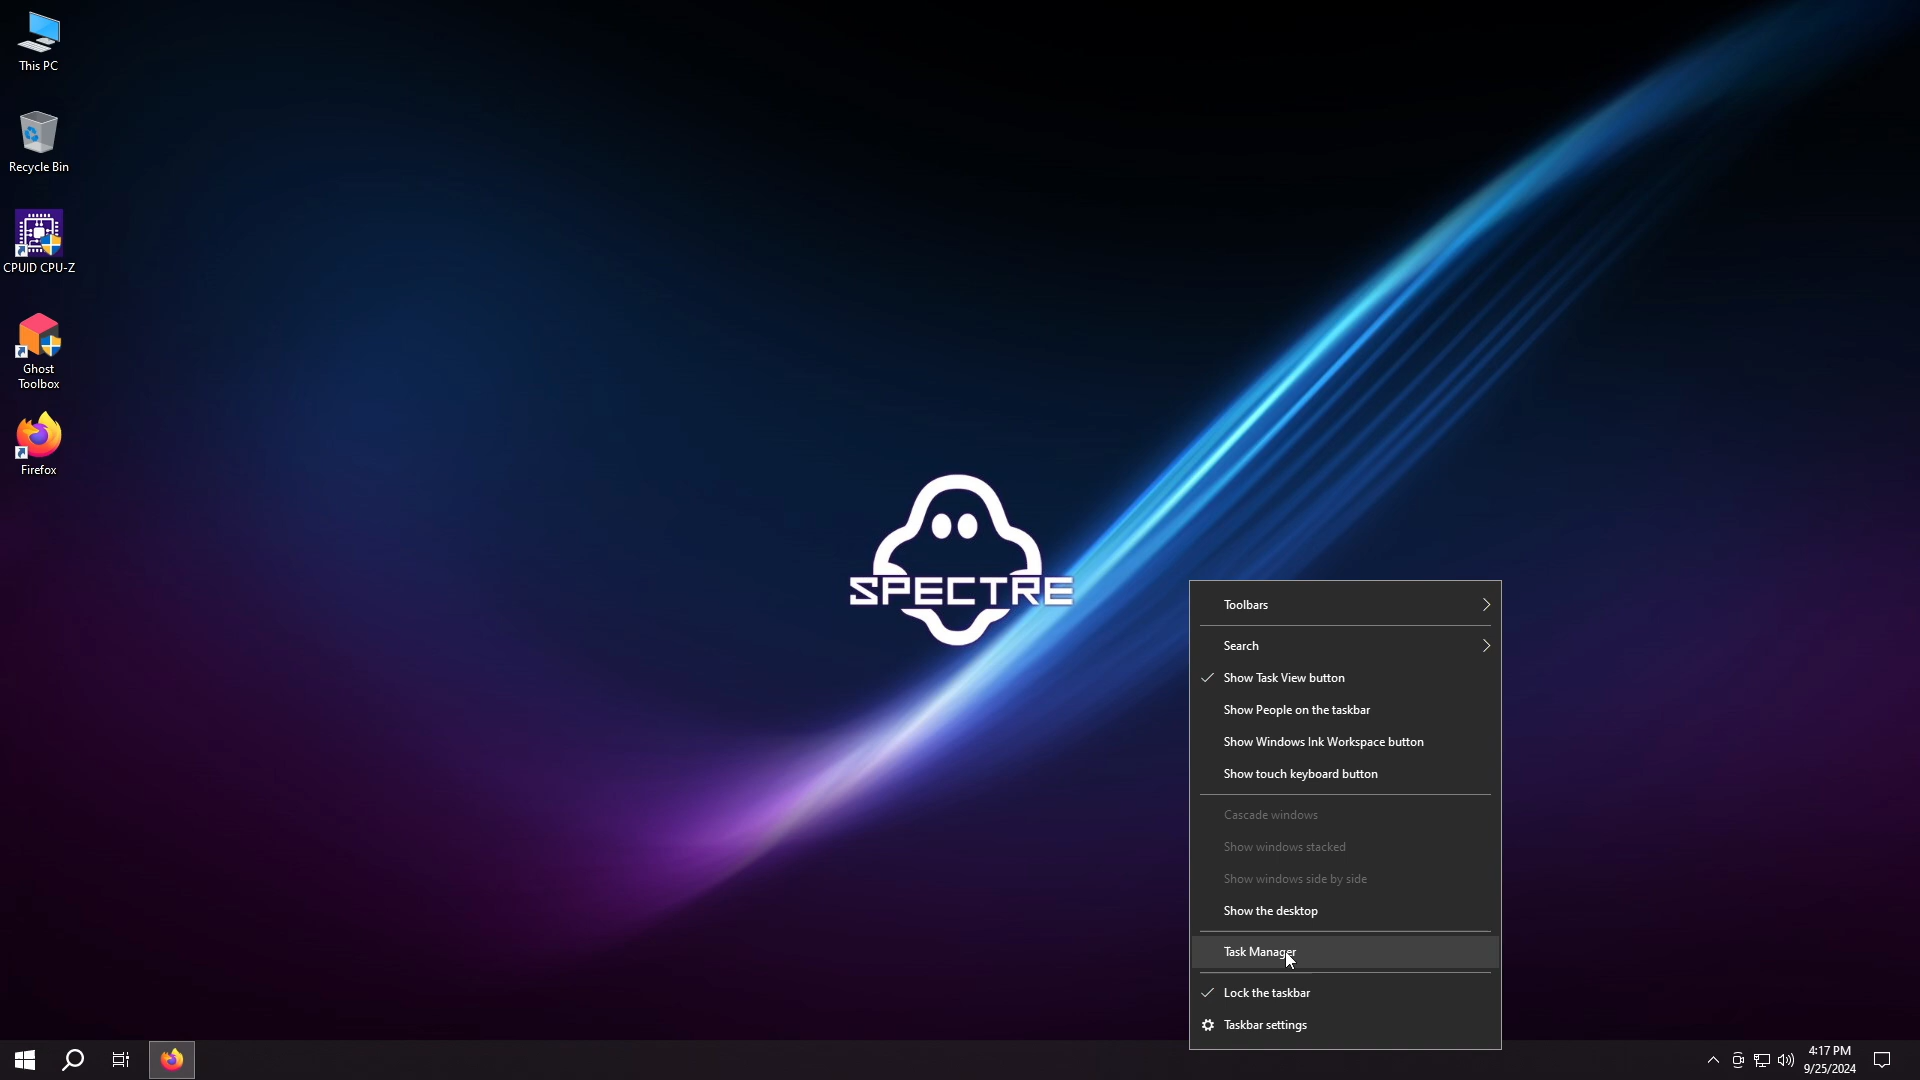 This PC
Recycle Bin
CPUID CPU-Z
Ghost
Toolbox
Firefox
SPECTRE
Toolbars
Search
Show Task View button
Show People on the taskbar
Show Windows Ink Workspace button
Show touch keyboard button
Cascade windows
Show windows stacked
Show windows side by side
Show the desktop
Task Manager
Lock the taskbar
Taskbar settings
4:17 PM
9/25/2024